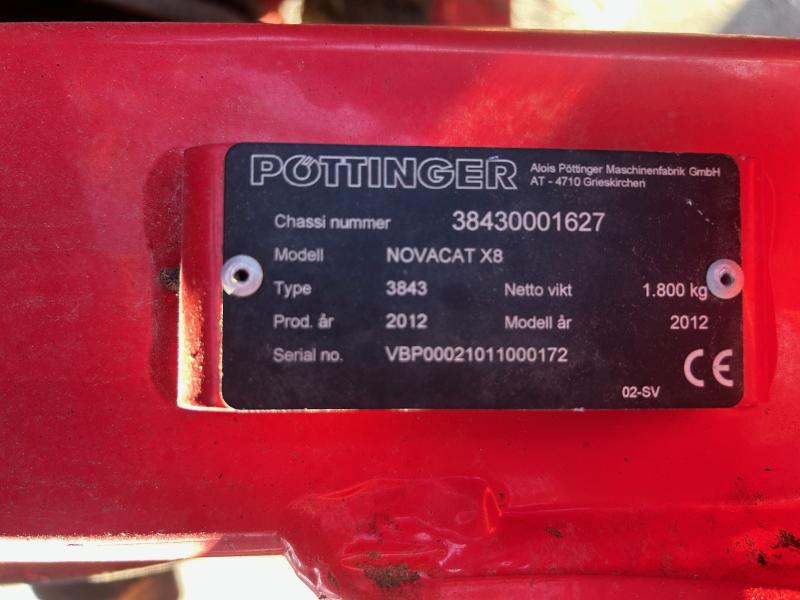 PÖTTINGER Alois Pöttinger Maschinenfabrik GmbH
AT - 4710 Grieskirchen
Chassi nummer 38430001627
Modell NOVACAT X8
Type 3843 Netto vikt 1.800 kg
Prod. år 2012 Modell år 2012
Serial no. VBP00021011000172
CE
02-SV